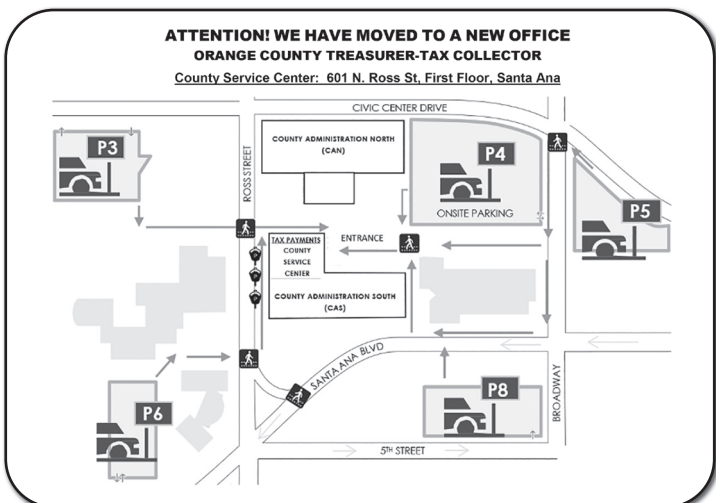 ATTENTION! WE HAVE MOVED TO A NEW OFFICE
ORANGE COUNTY TREASURER-TAX COLLECTOR
County Service Center: 601 N. Ross St, First Floor, Santa Ana
CIVIC CENTER DRIVE
P3
ROSS STREET
COUNTY ADMINISTRATION NORTH
(CAN)
P4
ONSITE PARKING
P5
TAX PAYMENTS
COUNTY
SERVICE
CENTER
ENTRANCE
COUNTY ADMINISTRATION SOUTH
(CAS)
P
P
P
SANTA ANA BLVD
P6
P8
BROADWAY
5TH STREET